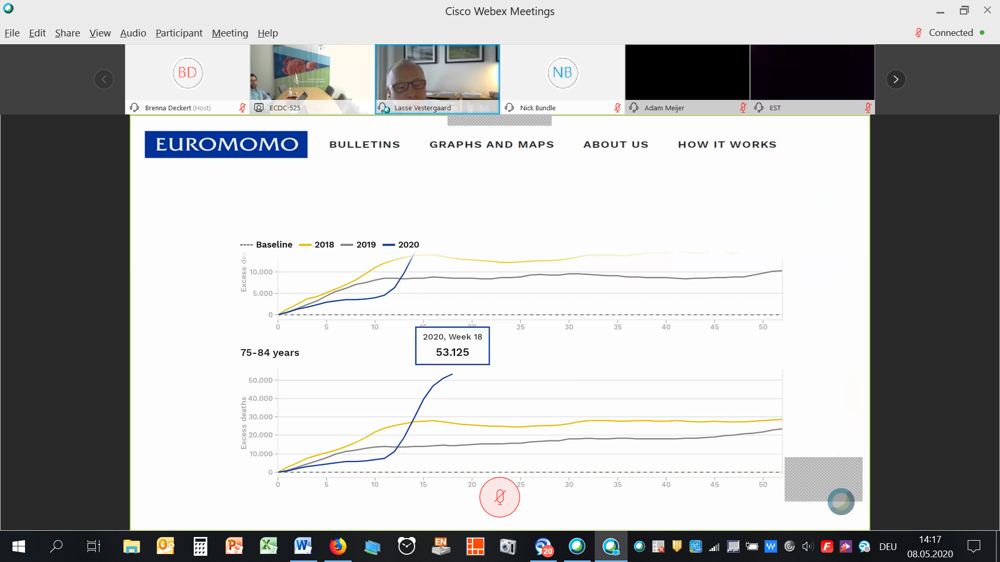 Cisco Webex Meetings
File Edit Share View Audio Participant Meeting Help
Connected
BD
NB
Brenna Deckert (Host)
ECDC-525
Lasse Vestergaard
Nick Bundle
Adam Meijer
EST
EUROMOMO
BULLETINS
GRAPHS AND MAPS
ABOUT US
HOW IT WORKS
Baseline 2018 2019 2020
Excess dea
10.000
5.000
0
0 5 10 15 20 25 30 35 40 45 50
2020, Week 18
53.125
75-84 years
Excess deaths
50.000
40.000
30.000
20.000
10.000
0
0 5 10 15 20 25 30 35 40 45 50
EN
20
DEU
14:17
08.05.2020